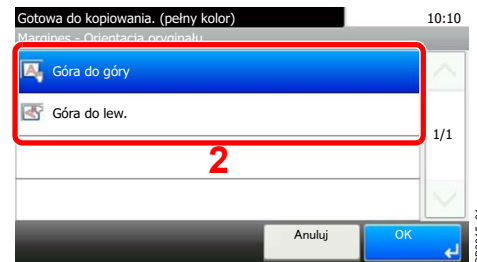 Gotowa do kopiowania. (pełny kolor) 10:10
Margines - Orientacja oryginału
Góra do góry
Góra do lew.
1/1
2
Anuluj OK